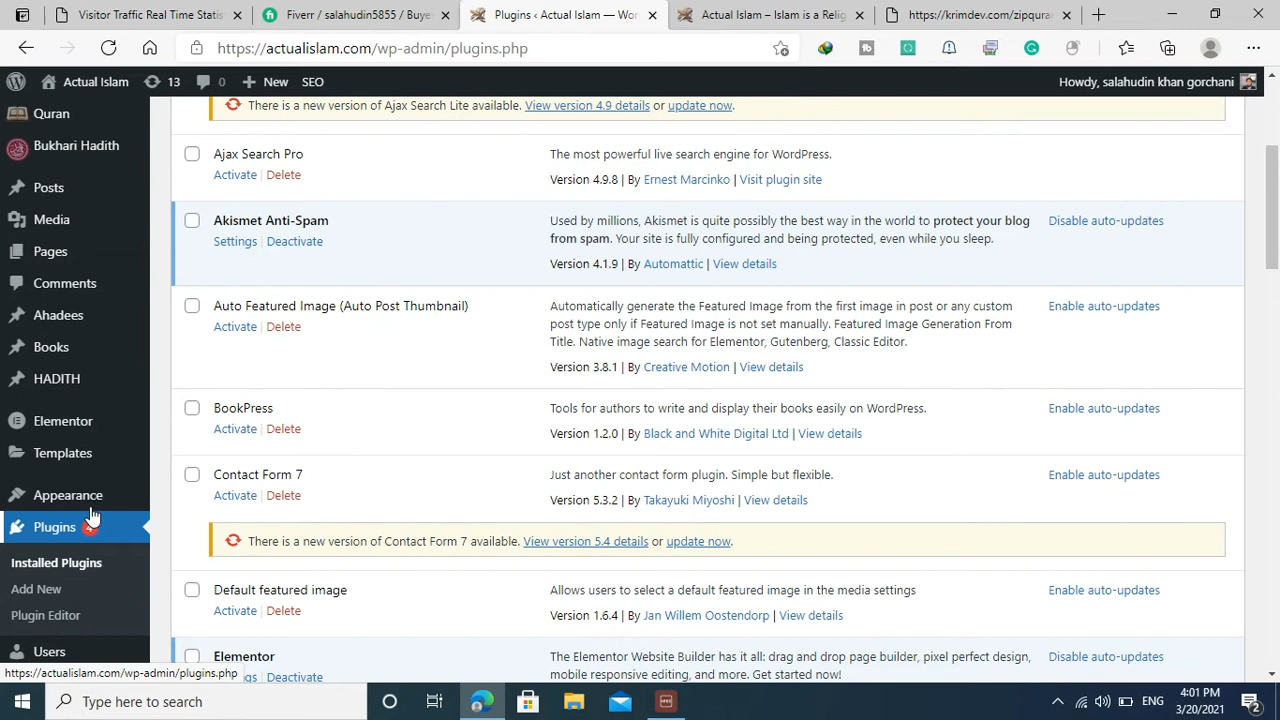 Visitor Traffic Real Time Statis
Fiverr / salahudin5855 / Buye
Plugins ‹ Actual Islam — Wor
Actual Islam – Islam is a Relig
https://krimdev.com/zipqura
https://actualislam.com/wp-admin/plugins.php
Actual Islam
13
0
New
SEO
Howdy, salahudin khan gorchani
Quran
Bukhari Hadith
Posts
Media
Pages
Comments
Ahadees
Books
HADITH
Elementor
Templates
Appearance
Plugins
Installed Plugins
Add New
Plugin Editor
Users
There is a new version of Ajax Search Lite available. View version 4.9 details or update now.
Ajax Search Pro
Activate | Delete
The most powerful live search engine for WordPress.
Version 4.9.8 | By Ernest Marcinko | Visit plugin site
Akismet Anti-Spam
Settings | Deactivate
Used by millions, Akismet is quite possibly the best way in the world to protect your blog
from spam. Your site is fully configured and being protected, even while you sleep.
Version 4.1.9 | By Automattic | View details
Disable auto-updates
Auto Featured Image (Auto Post Thumbnail)
Activate | Delete
Automatically generate the Featured Image from the first image in post or any custom
post type only if Featured Image is not set manually. Featured Image Generation From
Title. Native image search for Elementor, Gutenberg, Classic Editor.
Version 3.8.1 | By Creative Motion | View details
Enable auto-updates
BookPress
Activate | Delete
Tools for authors to write and display their books easily on WordPress.
Version 1.2.0 | By Black and White Digital Ltd | View details
Enable auto-updates
Contact Form 7
Activate | Delete
Just another contact form plugin. Simple but flexible.
Version 5.3.2 | By Takayuki Miyoshi | View details
Enable auto-updates
There is a new version of Contact Form 7 available. View version 5.4 details or update now.
Default featured image
Activate | Delete
Allows users to select a default featured image in the media settings
Version 1.6.4 | By Jan Willem Oostendorp | View details
Enable auto-updates
Elementor
gs | Deactivate
The Elementor Website Builder has it all: drag and drop page builder, pixel perfect design,
mobile responsive editing, and more. Get started now!
Disable auto-updates
https://actualislam.com/wp-admin/plugins.php
Type here to search
ENG
4:01 PM
3/20/2021
2